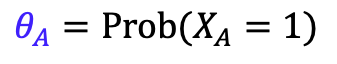 θ_A = Prob(X_A = 1)